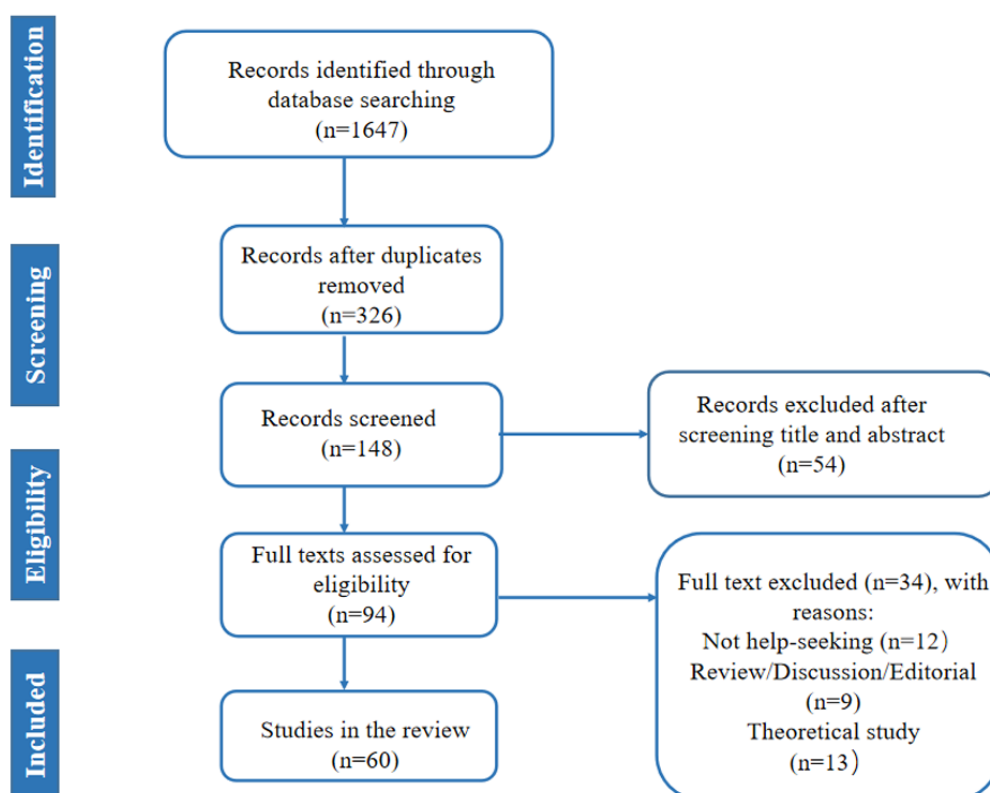 Identification
Records identified through
database searching
(n=1647)
Screening
Records after duplicates
removed
(n=326)
Records screened
(n=148)
Records excluded after
screening title and abstract
(n=54)
Eligibility
Full texts assessed for
eligibility
(n=94)
Full text excluded (n=34), with
reasons:
Not help-seeking (n=12）
Review/Discussion/Editorial
(n=9)
Theoretical study
(n=13）
Included
Studies in the review
(n=60)